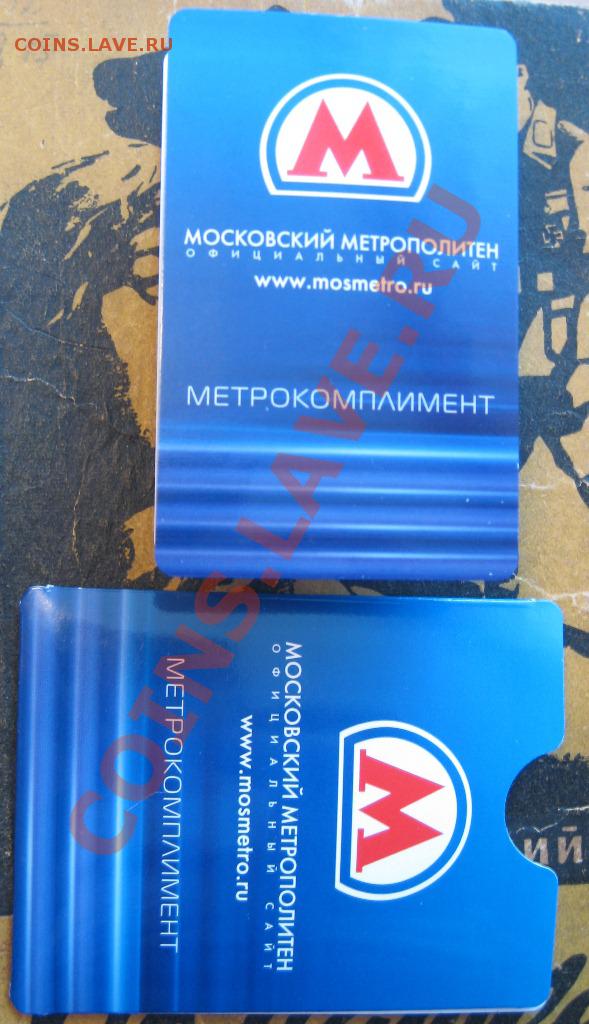 COINS.LAVE.RU
М
МОСКОВСКИЙ МЕТРОПОЛИТЕН
ОФИЦИАЛЬНЫЙ САЙТ
www.mosmetro.ru
МЕТРОКОМПЛИМЕНТ
COINS.LAVE.RU
М
МОСКОВСКИЙ МЕТРОПОЛИТЕН
ОФИЦИАЛЬНЫЙ САЙТ
www.mosmetro.ru
МЕТРОКОМПЛИМЕНТ